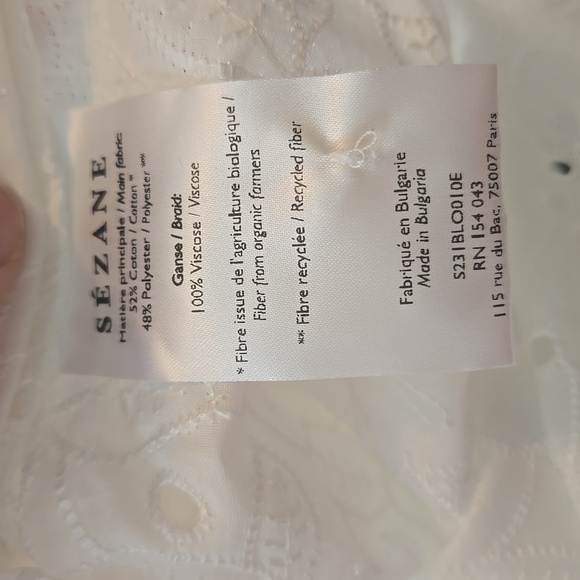 SÉZANE
Matière principale / Main fabric:
52% Coton / Cotton *
48% Polyester / Polyester **
Ganse / Braid:
100% Viscose / Viscose
* Fibre issue de l'agriculture biologique /
Fiber from organic farmers
** Fibre recyclée / Recycled fiber
Fabriqué en Bulgarie
Made in Bulgaria
S231BLO010E
RN 154 043
115 rue du Bac, 75007 Paris